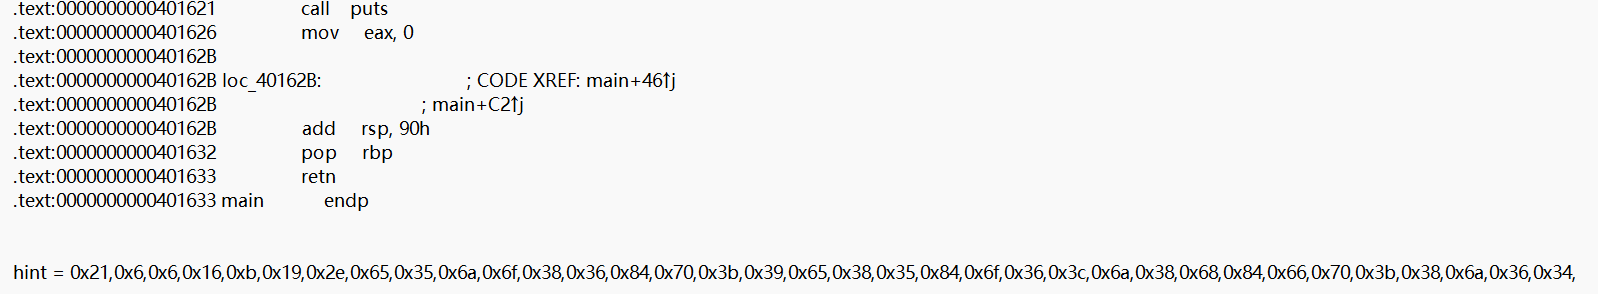 .text:0000000000401621 call puts
.text:0000000000401626 mov eax, 0
.text:000000000040162B
.text:000000000040162B loc_40162B: ; CODE XREF: main+46↑j
.text:000000000040162B ; main+C2↑j
.text:000000000040162B add rsp, 90h
.text:0000000000401632 pop rbp
.text:0000000000401633 retn
.text:0000000000401633 main endp
hint = 0x21,0x6,0x6,0x16,0xb,0x19,0x2e,0x65,0x35,0x6a,0x6f,0x38,0x36,0x84,0x70,0x3b,0x39,0x65,0x38,0x35,0x84,0x6f,0x36,0x3c,0x6a,0x38,0x68,0x84,0x66,0x70,0x3b,0x38,0x6a,0x36,0x34,